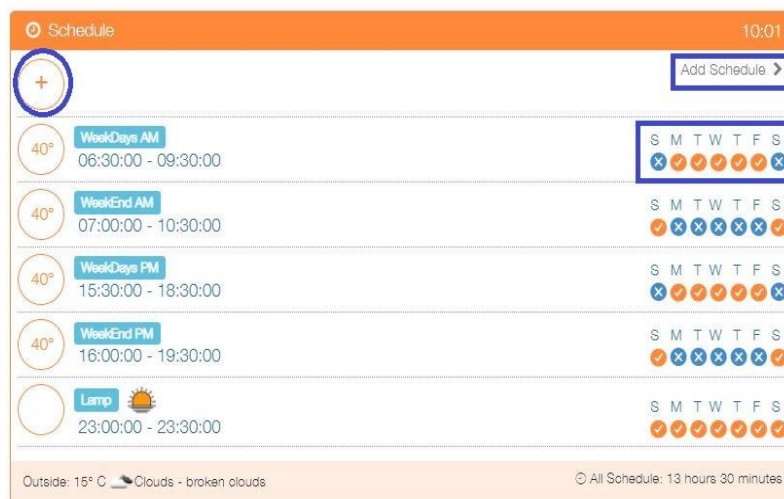 Schedule 10:01
+ Add Schedule
WeekDays AM S M T W T F S
40° 06:30:00 - 09:30:00
WeekEnd AM S M T W T F S
40° 07:00:00 - 10:30:00
WeekDays PM S M T W T F S
40° 15:30:00 - 18:30:00
WeekEnd PM S M T W T F S
40° 16:00:00 - 19:30:00
Lamp S M T W T F S
23:00:00 - 23:30:00
Outside: 15° C Clouds - broken clouds All Schedule: 13 hours 30 minutes